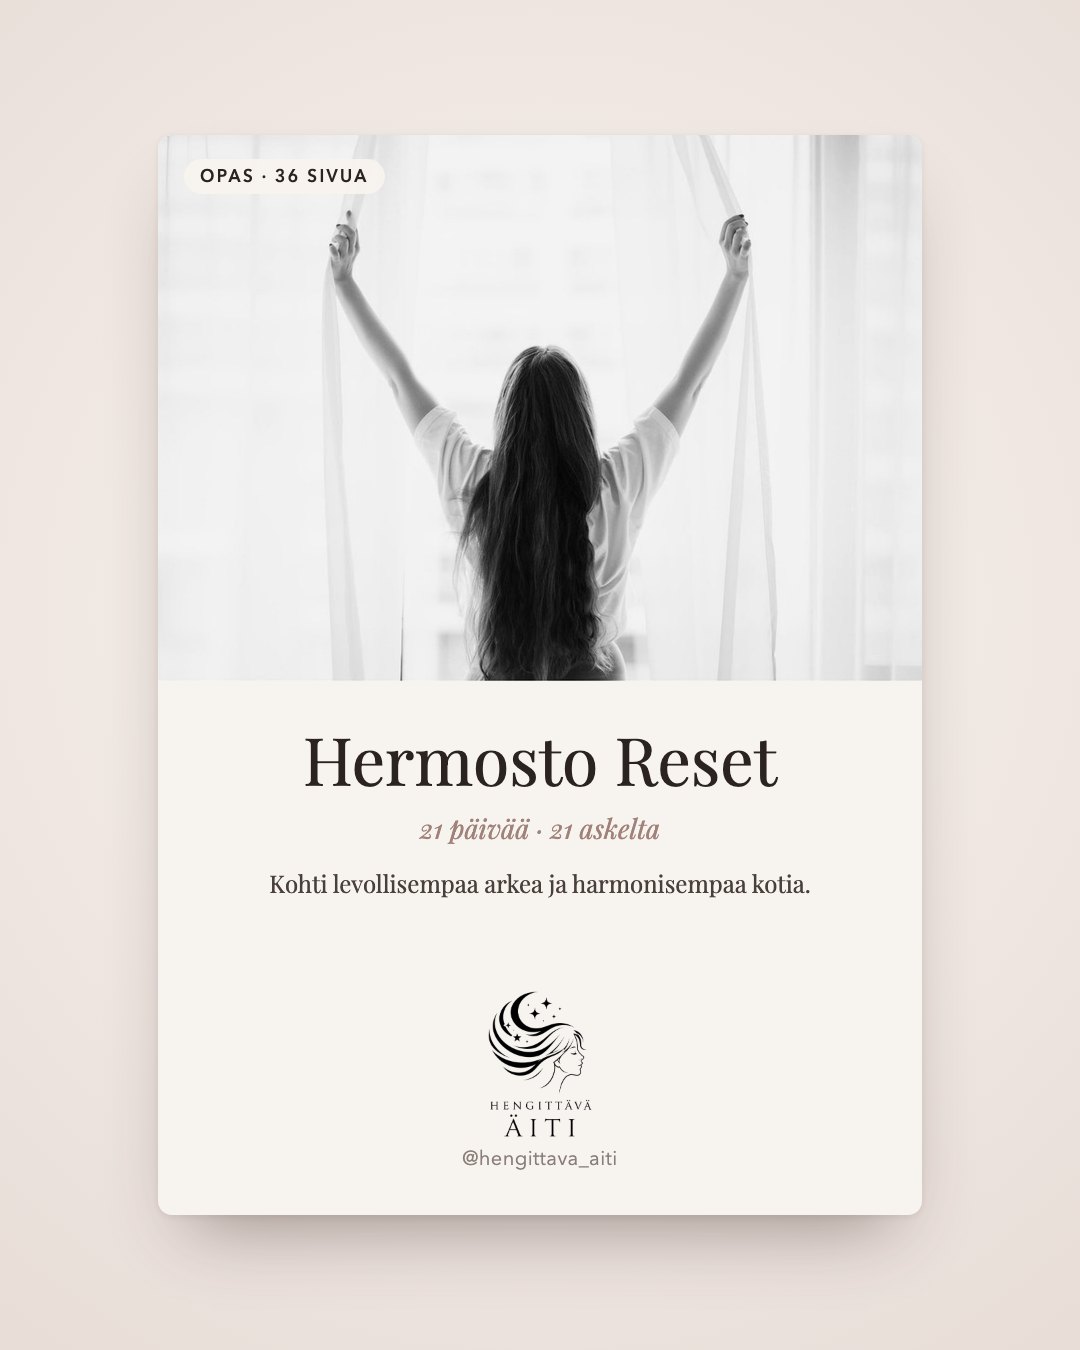 OPAS · 36 SIVUA
Hermosto Reset
21 päivää · 21 askelta
Kohti levollisempaa arkea ja harmonisempaa kotia.
HENGITTÄVÄ
ÄITI
@hengittava_aiti